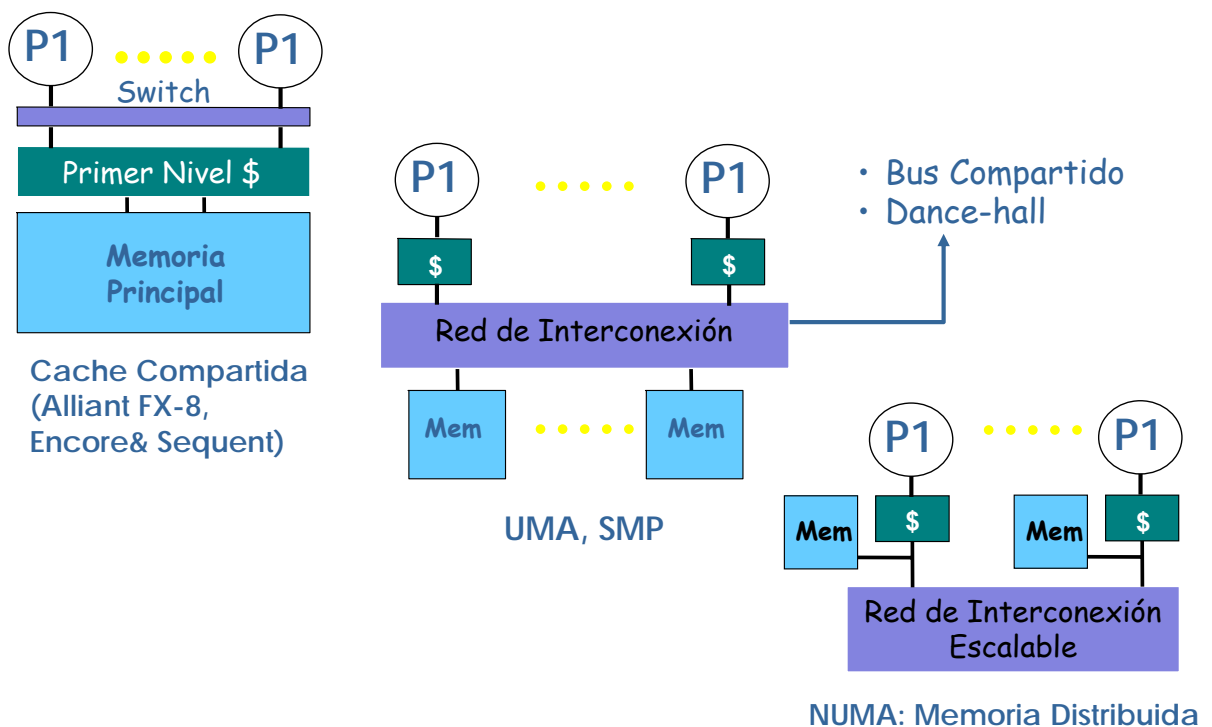 P1
P1
Switch
Primer Nivel $
Memoria
Principal
Cache Compartida
(Alliant FX-8,
Encore& Sequent)
P1
P1
$
$
Red de Interconexión
Mem
Mem
UMA, SMP
• Bus Compartido
• Dance-hall
P1
P1
Mem
$
Mem
$
Red de Interconexión
Escalable
NUMA: Memoria Distribuida